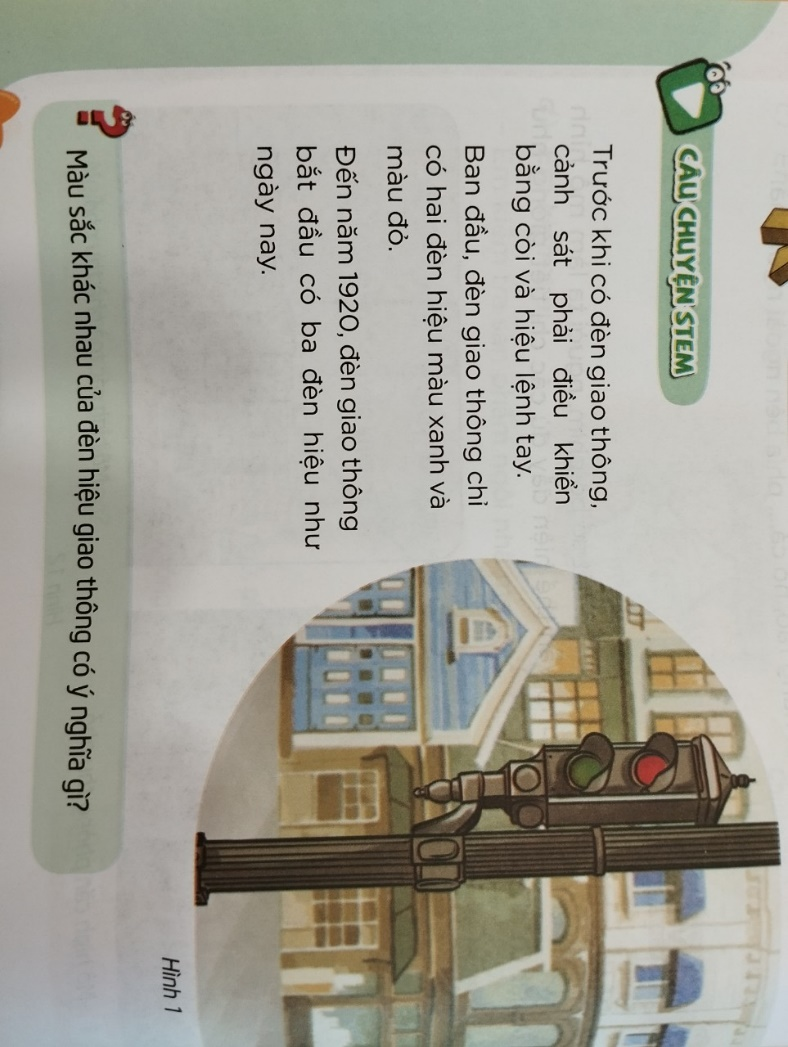 CÂU CHUYỆN STEM
Trước khi có đèn giao thông,
cảnh sát phải điều khiển
bằng còi và hiệu lệnh tay.
Ban đầu, đèn giao thông chỉ
có hai đèn hiệu màu xanh và
màu đỏ.
Đến năm 1920, đèn giao thông
bắt đầu có ba đèn hiệu như
ngày nay.
Hình 1
Màu sắc khác nhau của đèn hiệu giao thông có ý nghĩa gì?